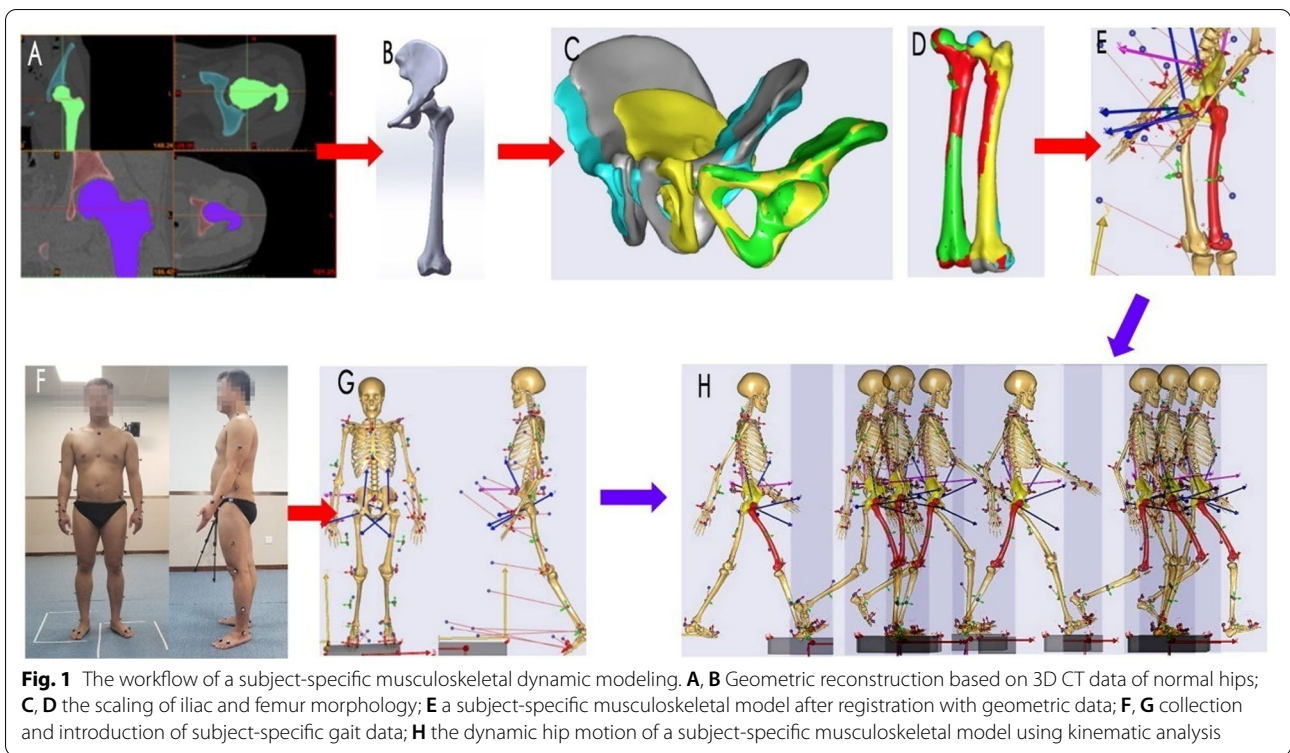 A
B
C
D
E
F
G
H
Fig. 1 The workflow of a subject-specific musculoskeletal dynamic modeling. A, B Geometric reconstruction based on 3D CT data of normal hips;
C, D the scaling of iliac and femur morphology; E a subject-specific musculoskeletal model after registration with geometric data; F, G collection
and introduction of subject-specific gait data; H the dynamic hip motion of a subject-specific musculoskeletal model using kinematic analysis